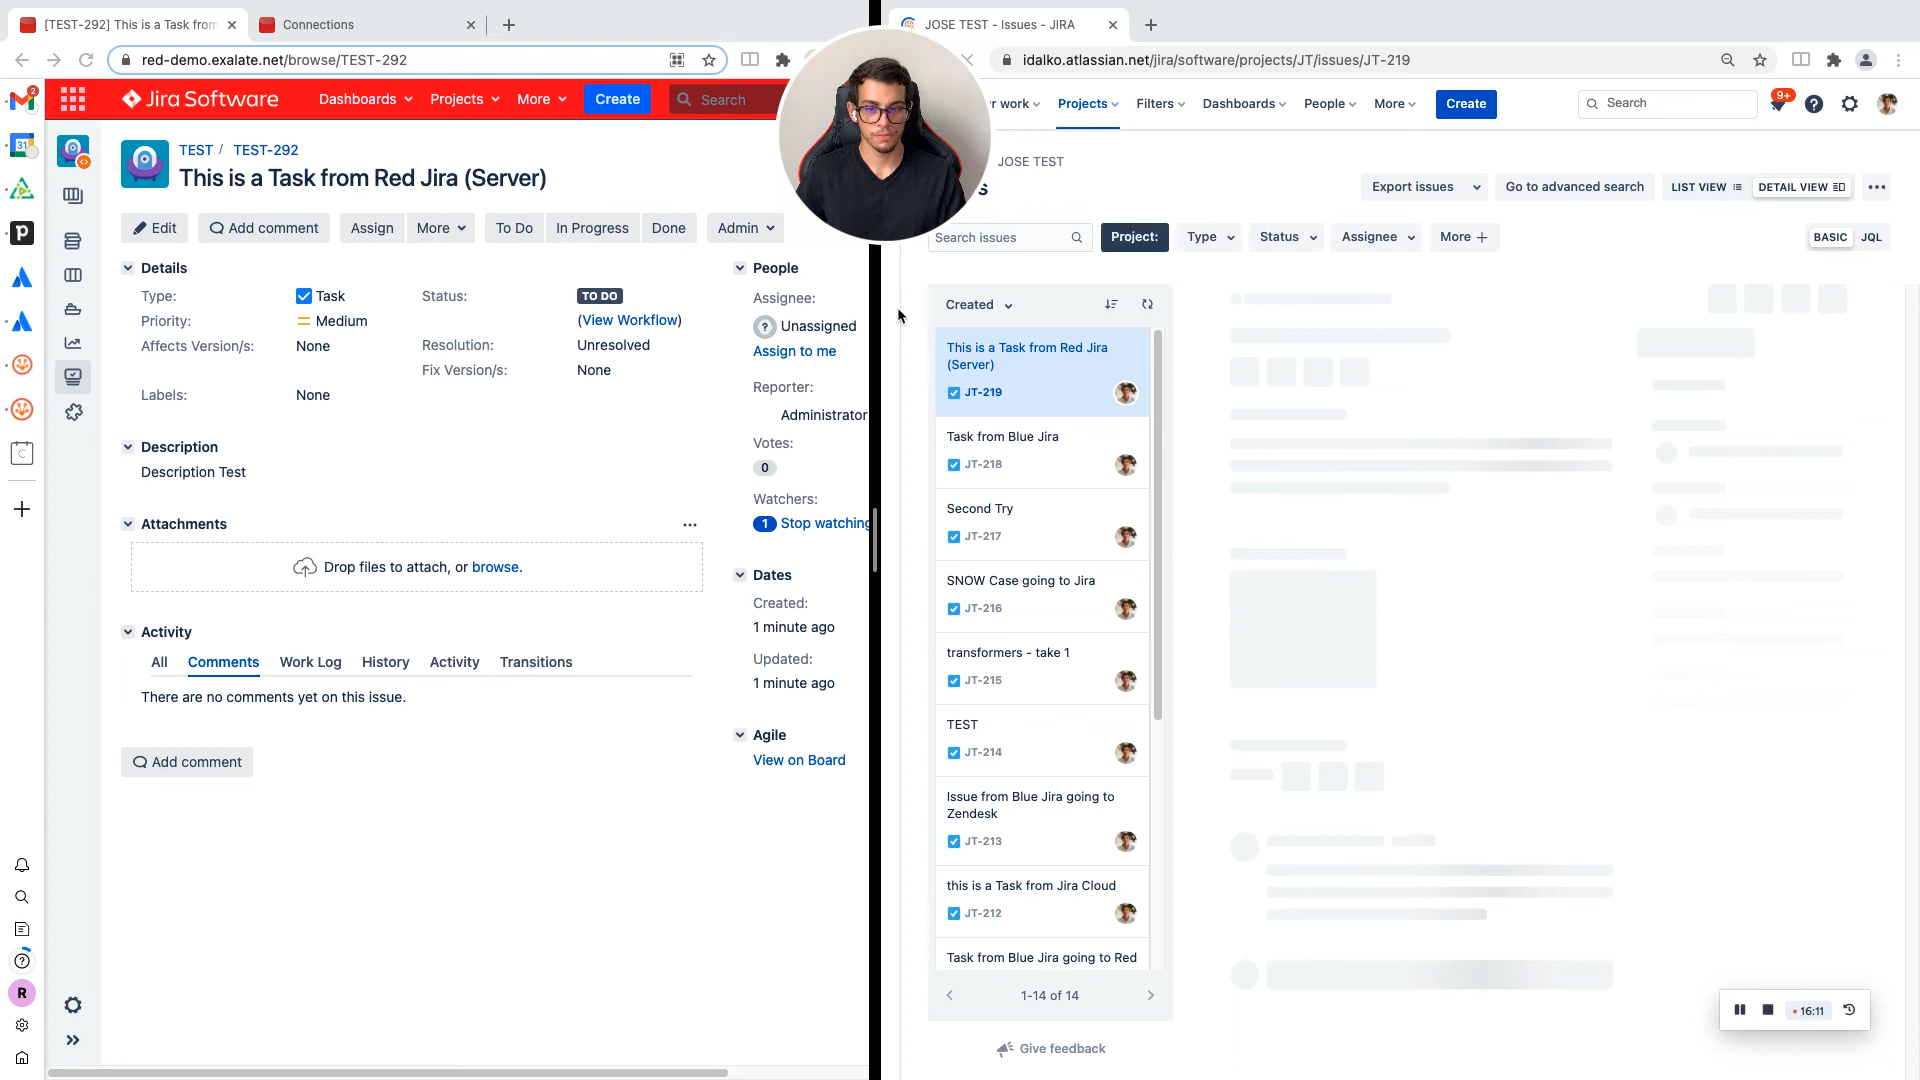 [TEST-292] This is a Task from
Connections
red-demo.exalate.net/browse/TEST-292
2
31
p
C
R
Jira Software
Dashboards
Projects
More
Create
Search
TEST / TEST-292
This is a Task from Red Jira (Server)
Edit
Add comment
Assign
More
To Do
In Progress
Done
Admin
Details
Type:
Task
Status:
TO DO
(View Workflow)
Priority:
Medium
Affects Version/s:
None
Resolution:
Unresolved
Fix Version/s:
None
Labels:
None
Description
Description Test
Attachments
Drop files to attach, or browse.
Activity
All
Comments
Work Log
History
Activity
Transitions
There are no comments yet on this issue.
Add comment
People
Assignee:
Unassigned
Assign to me
Reporter:
Administrator
Votes:
0
Watchers:
1 Stop watching
Dates
Created:
1 minute ago
Updated:
1 minute ago
Agile
View on Board
JOSE TEST - Issues - JIRA
idalko.atlassian.net/jira/software/projects/JT/issues/JT-219
r work
Projects
Filters
Dashboards
People
More
Create
Search
9+
JOSE TEST
s
Export issues
Go to advanced search
LIST VIEW
DETAIL VIEW
Search issues
Project:
Type
Status
Assignee
More +
BASIC
JQL
Created
This is a Task from Red Jira
(Server)
JT-219
Task from Blue Jira
JT-218
Second Try
JT-217
SNOW Case going to Jira
JT-216
transformers - take 1
JT-215
TEST
JT-214
Issue from Blue Jira going to
Zendesk
JT-213
this is a Task from Jira Cloud
JT-212
Task from Blue Jira going to Red
1-14 of 14
Give feedback
16:11